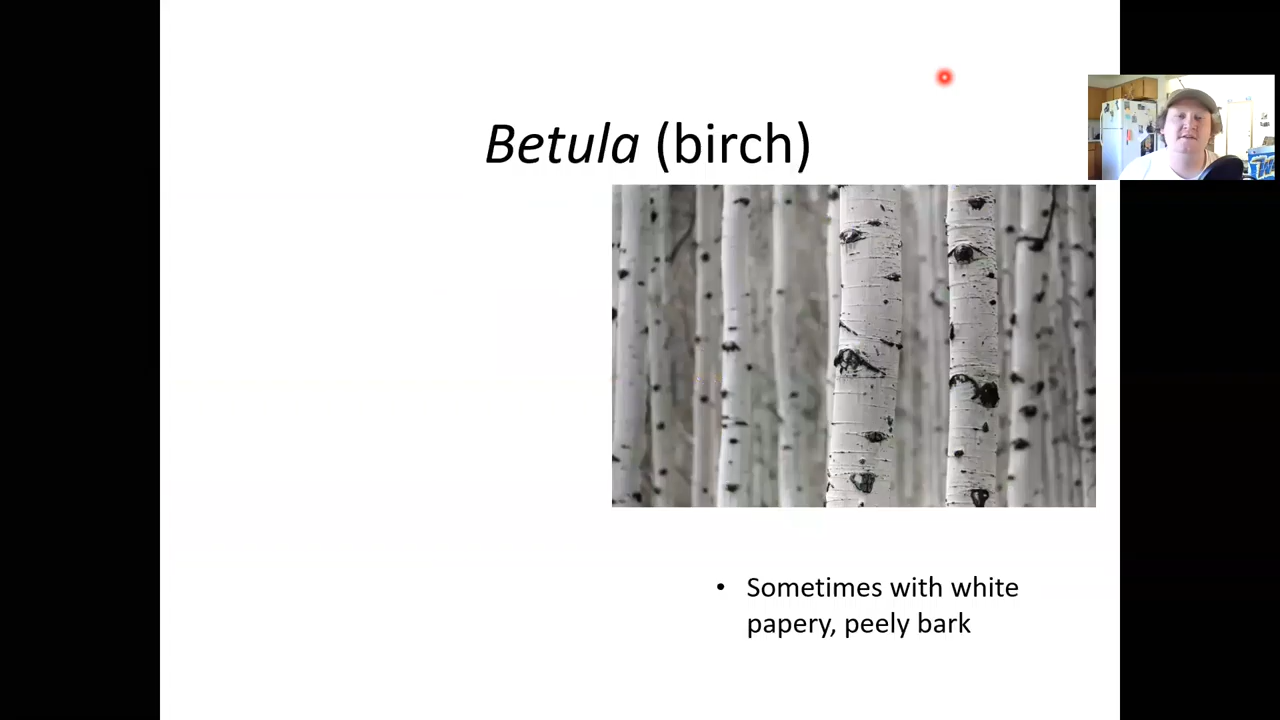 Betula (birch)
• Sometimes with white
papery, peely bark